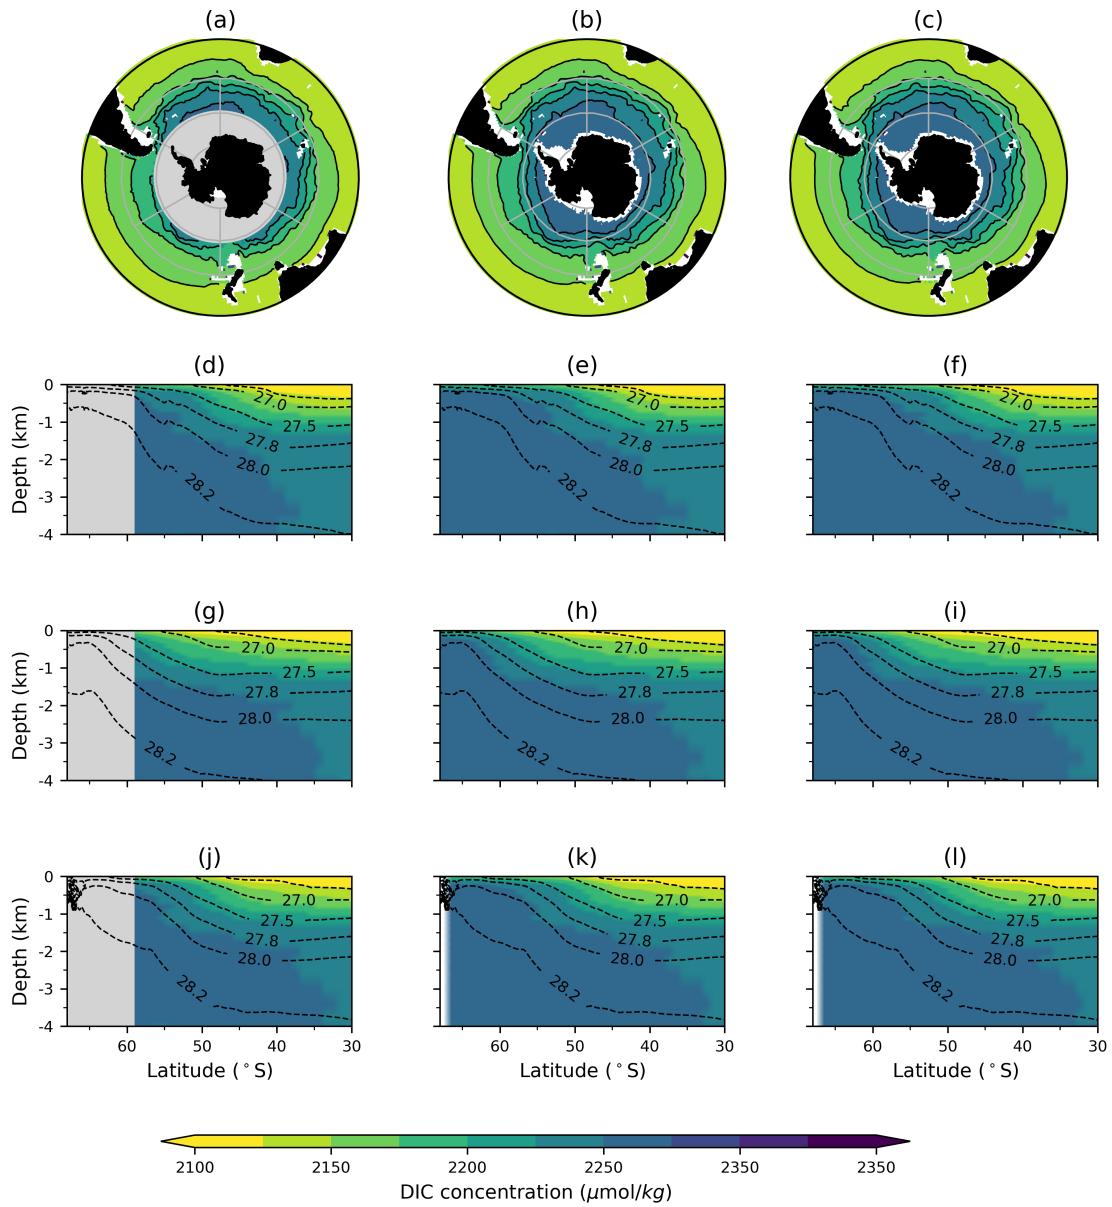 (a) (b) (c)
(d) (e) (f)
0 27.0 27.0 27.0
-1 27.5 27.5 27.5
27.8 27.8 27.8
-2 28.0 28.0 28.0
28.2 28.2 28.2
-3
-4
Depth (km)
(g) (h) (i)
0 27.0 27.0 27.0
-1 27.5 27.5 27.5
27.8 27.8 27.8
-2 28.0 28.0 28.0
-3 28.2 28.2 28.2
-4
Depth (km)
(j) (k) (l)
0 27.0 27.0 27.0
-1 27.5 27.5 27.5
27.8 27.8 27.8
-2 28.0 28.0 28.0
-3 28.2 28.2 28.2
-4
Depth (km)
60 50 40 30 60 50 40 30 60 50 40 30
Latitude (°S) Latitude (°S) Latitude (°S)
2100 2150 2200 2250 2350 2350
DIC concentration (μmol/kg)